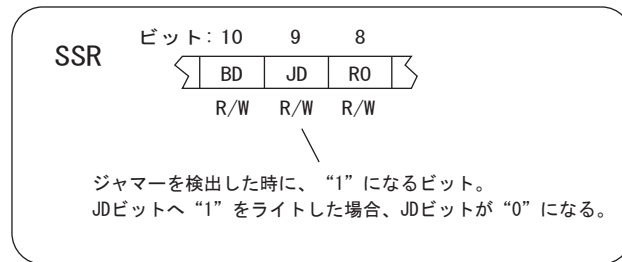 SSR
ビット: 10 9 8
BD JD RO
R/W R/W R/W
ジャマーを検出した時に、“1”になるビット。
JDビットへ“1”をライトした場合、JDビットが“0”になる。